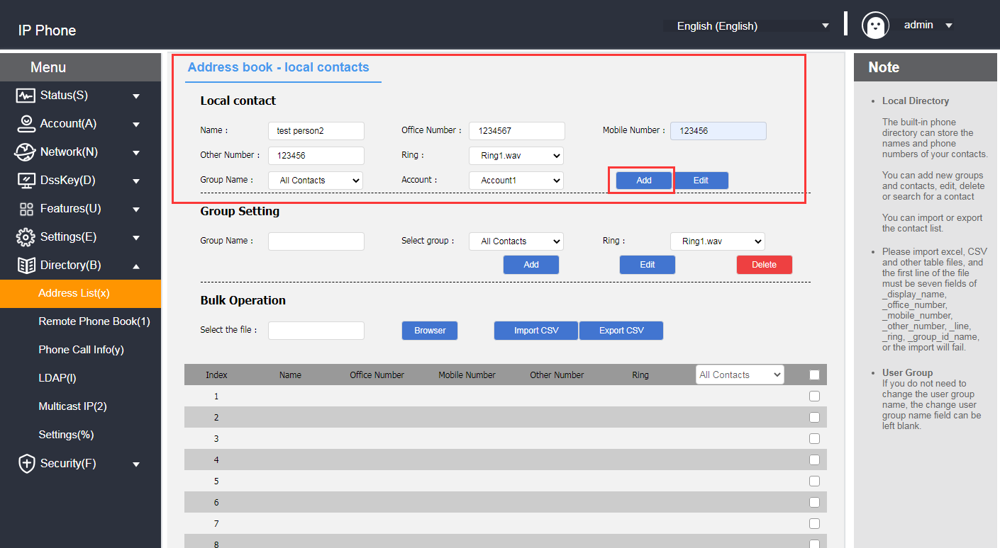 IP Phone
English (English)
admin
Menu
Status(S)
Account(A)
Network(N)
DssKey(D)
Features(U)
Settings(E)
Directory(B)
Address List(x)
Remote Phone Book(1)
Phone Call Info(y)
LDAP(l)
Multicast IP(2)
Settings(%)
Security(F)
Address book - local contacts
Local contact
Name : test person2 Office Number : 1234567 Mobile Number : 123456
Other Number : 123456 Ring : Ring1.wav
Group Name : All Contacts Account : Account1 Add Edit
Group Setting
Group Name : Select group : All Contacts Ring : Ring1.wav
Add Edit Delete
Bulk Operation
Select the file : Browser Import CSV Export CSV
Index Name Office Number Mobile Number Other Number Ring All Contacts
1
2
3
4
5
6
7
8
Note
• Local Directory
The built-in phone
directory can store the
names and phone
numbers of your contacts.
You can add new groups
and contacts, edit, delete
or search for a contact
You can import or export
the contact list.
• Please import excel, CSV
and other table files, and
the first line of the file
must be seven fields of
_display_name,
_office_number,
_mobile_number,
_other_number, _line,
_ring, _group_id_name,
or the import will fail.
• User Group
If you do not need to
change the user group
name, the change user
group name field can be
left blank.